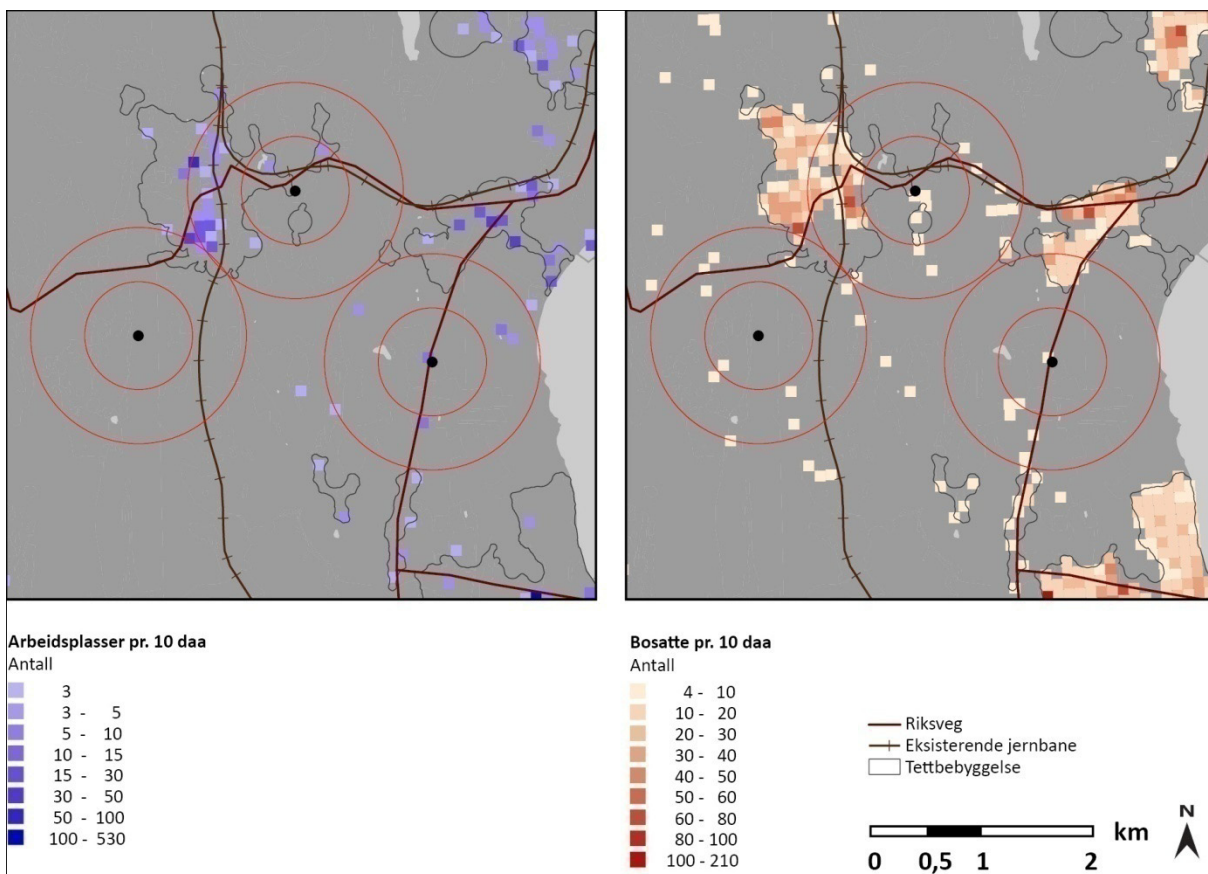 Arbeidsplasser pr. 10 daa
Antall
3
3 - 5
5 - 10
10 - 15
15 - 30
30 - 50
50 - 100
100 - 530
Bosatte pr. 10 daa
Antall
4 - 10
10 - 20
20 - 30
30 - 40
40 - 50
50 - 60
60 - 80
80 - 100
100 - 210
Riksveg
Eksisterende jernbane
Tettbebyggelse
N
km
0 0,5 1 2